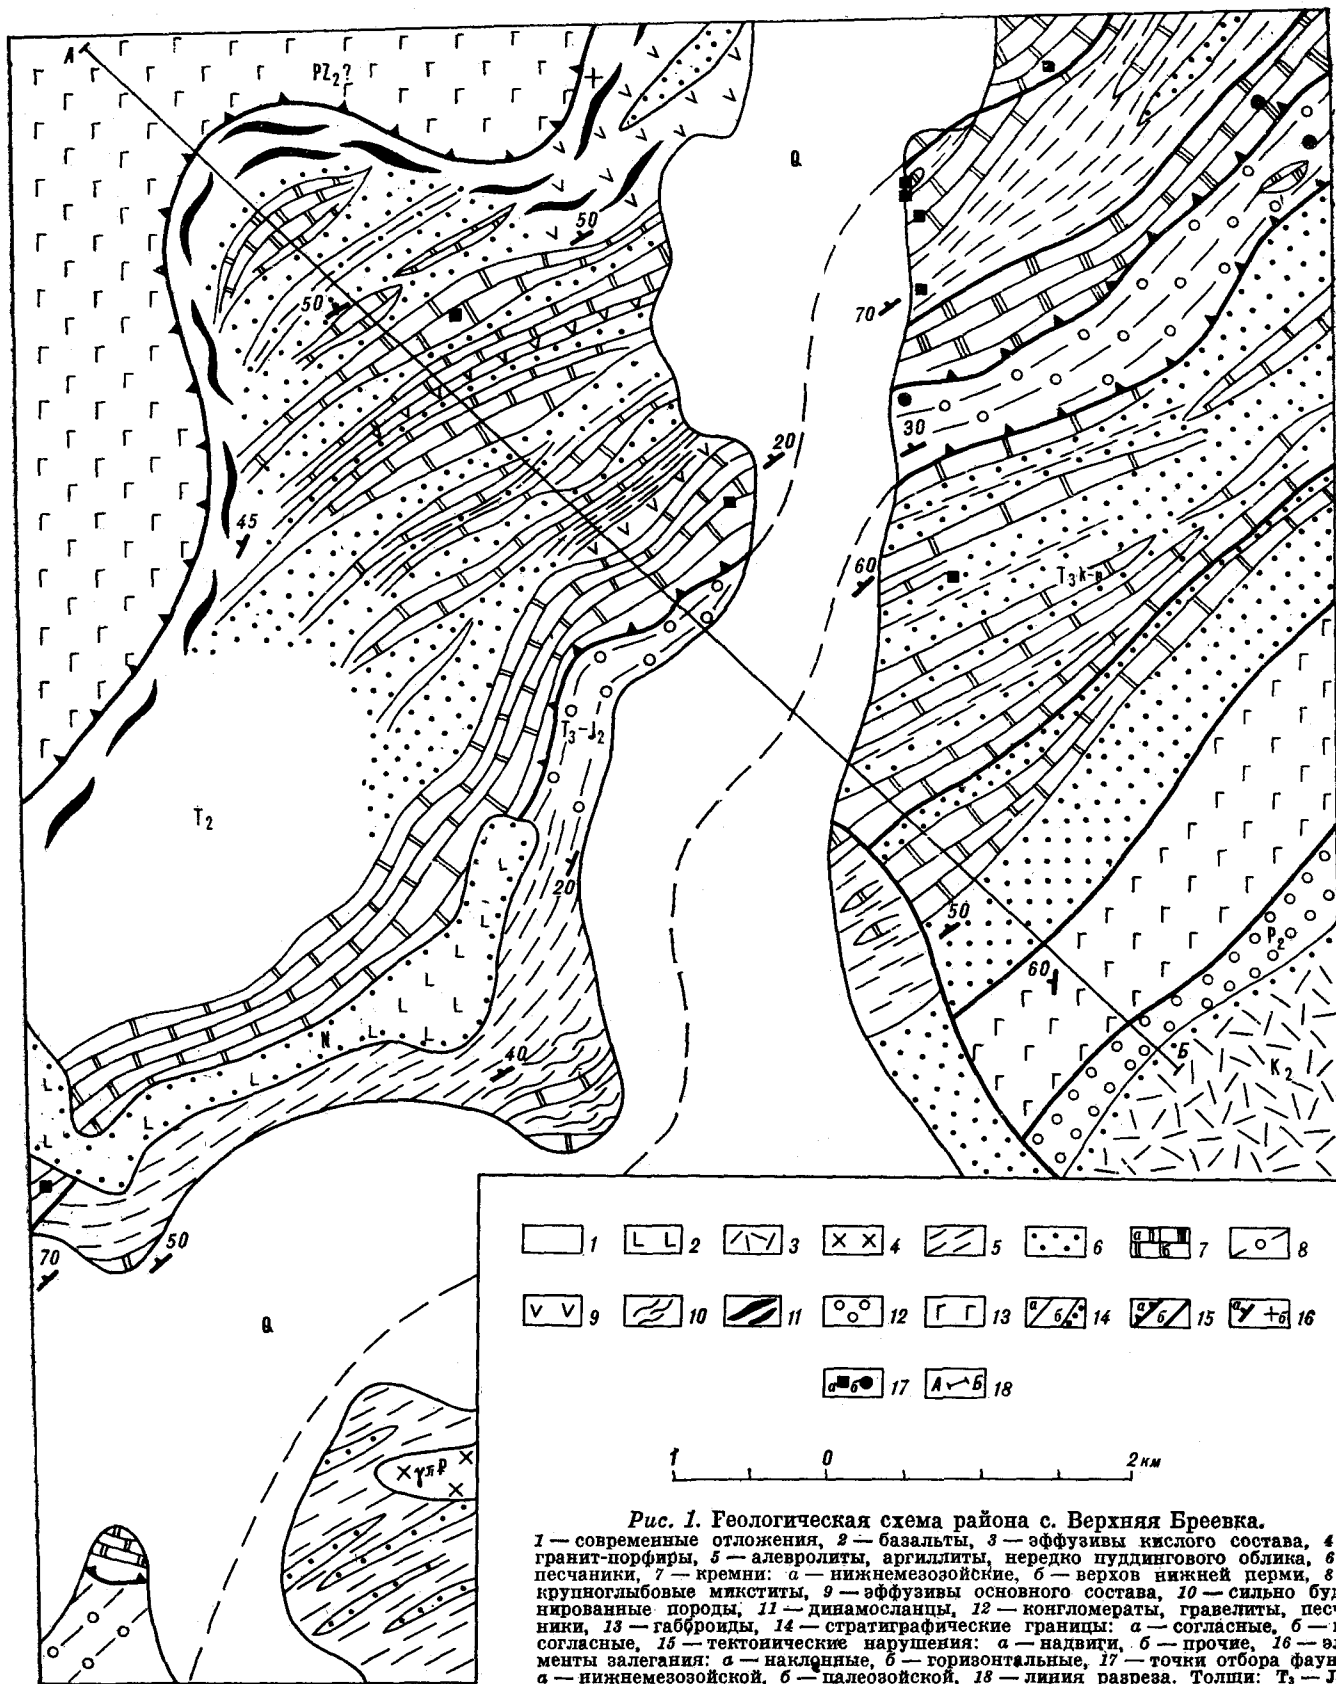 А
PZ₂?
Q
50
50
70
20
30
45
60
T₃k-p
T₃-J₂
T₂
20
50
P₂
60
N
40
Б
K₂
70
50
Q
γπ₽
1
2
3
4
5
6
а б 7
8
9
10
11
12
13
а б 14
а б 15
а б 16
а б 17
А Б 18
1 0 2 км
Рис. 1. Геологическая схема района с. Верхняя Бреевка.
1 — современные отложения, 2 — базальты, 3 — эффузивы кислого состава, 4
гранит-порфиры, 5 — алевролиты, аргиллиты, нередко пуддингового облика, 6
песчаники, 7 — кремни: а — нижнемезозойские, б — верхов нижней перми, 8
крупноглыбовые микститы, 9 — эффузивы основного состава, 10 — сильно буд
нированные породы, 11 — динамосланцы, 12 — конгломераты, гравелиты, песч
ники, 13 — габброиды, 14 — стратиграфические границы: а — согласные, б —
согласные, 15 — тектонические нарушения: а — надвиги, б — прочие, 16 — эл
менты залегания: а — наклонные, б — горизонтальные, 17 — точки отбора фаун
а — нижнемезозойской, б — палеозойской, 18 — линия разреза. Толщи: T₃ — J